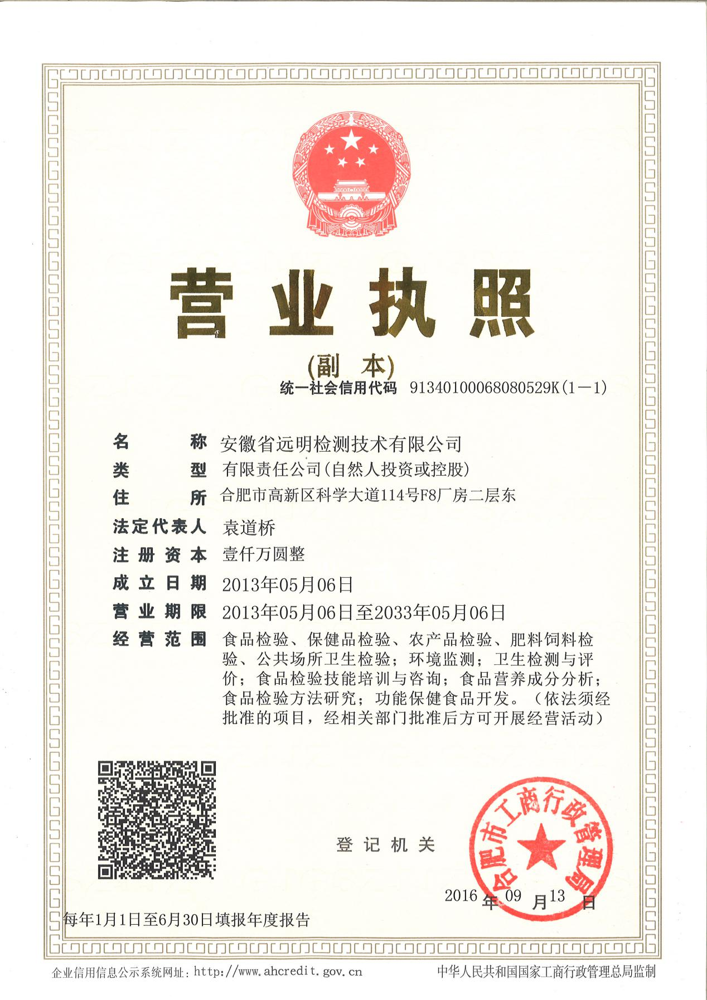 营业执照
(副 本)
统一社会信用代码 91340100068080529K(1－1)
名称 安徽省远明检测技术有限公司
类型 有限责任公司(自然人投资或控股)
住所 合肥市高新区科学大道114号F8厂房二层东
法定代表人 袁道桥
注册资本 壹仟万圆整
成立日期 2013年05月06日
营业期限 2013年05月06日至2033年05月06日
经营范围 食品检验、保健品检验、农产品检验、肥料饲料检
验、公共场所卫生检验；环境监测；卫生检测与评
价；食品检验技能培训与咨询；食品营养成分分析；
食品检验方法研究；功能保健食品开发。（依法须经
批准的项目，经相关部门批准后方可开展经营活动）
合肥市工商行政管理局
登记机关
2016年09月13日
每年1月1日至6月30日填报年度报告
企业信用信息公示系统网址：http://www.ahcredit.gov.cn
中华人民共和国国家工商行政管理总局监制